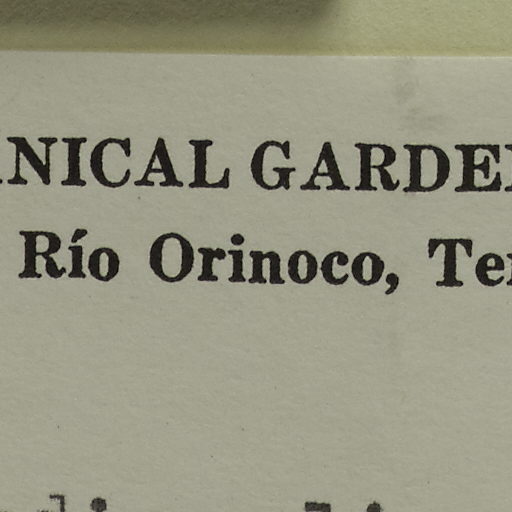 NICAL GARDE
Río Orinoco, Te